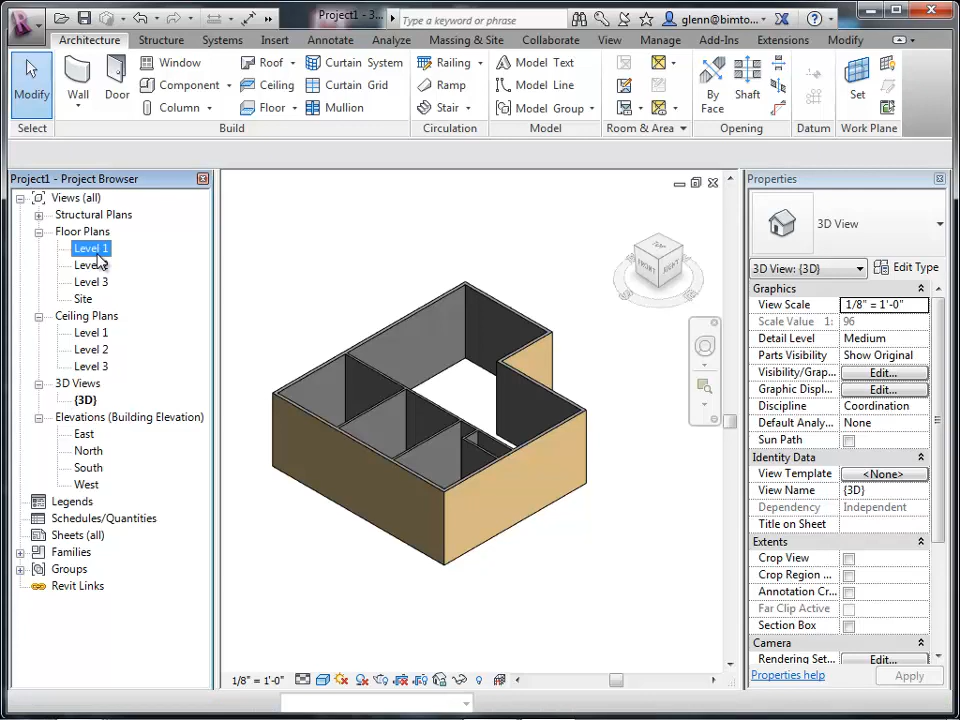 Project1 - 3...
Type a keyword or phrase
glenn@bimto...
Architecture Structure Systems Insert Annotate Analyze Massing & Site Collaborate View Manage Add-Ins Extensions Modify
Modify
Wall
Door
Window
Component
Column
Roof
Ceiling
Floor
Curtain System
Curtain Grid
Mullion
Railing
Ramp
Stair
Model Text
Model Line
Model Group
By Face
Shaft
Set
Select Build Circulation Model Room & Area Opening Datum Work Plane
Project1 - Project Browser
Views (all)
Structural Plans
Floor Plans
Level 1
Level
Level 3
Site
Ceiling Plans
Level 1
Level 2
Level 3
3D Views
{3D}
Elevations (Building Elevation)
East
North
South
West
Legends
Schedules/Quantities
Sheets (all)
Families
Groups
Revit Links
TOP
FRONT
RIGHT
1/8" = 1'-0"
Properties
3D View
3D View: {3D} Edit Type
Graphics
View Scale 1/8" = 1'-0"
Scale Value 1: 96
Detail Level Medium
Parts Visibility Show Original
Visibility/Grap... Edit...
Graphic Displ... Edit...
Discipline Coordination
Default Analy... None
Sun Path
Identity Data
View Template <None>
View Name {3D}
Dependency Independent
Title on Sheet
Extents
Crop View
Crop Region ...
Annotation Cr...
Far Clip Active
Section Box
Camera
Rendering Set... Edit...
Properties help Apply